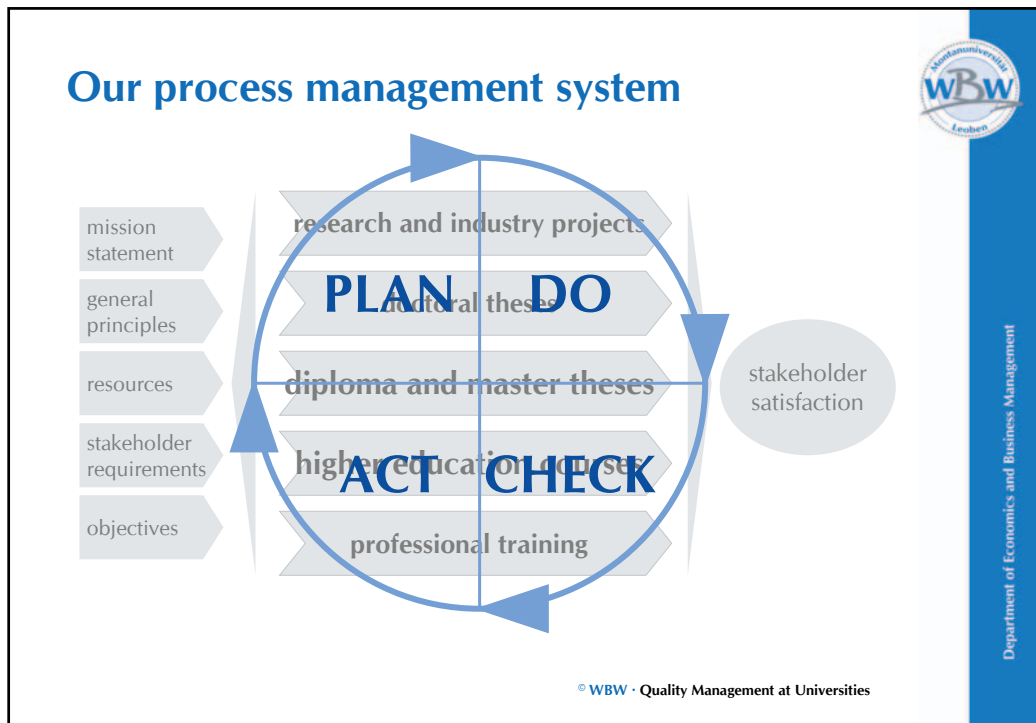 Our process management system
Montanuniversität
WBW
Leoben
mission
statement
general
principles
resources
stakeholder
requirements
objectives
research and industry projects
doctoral theses
diploma and master theses
higher education courses
professional training
PLAN
DO
ACT
CHECK
stakeholder
satisfaction
Department of Economics and Business Management
© WBW · Quality Management at Universities